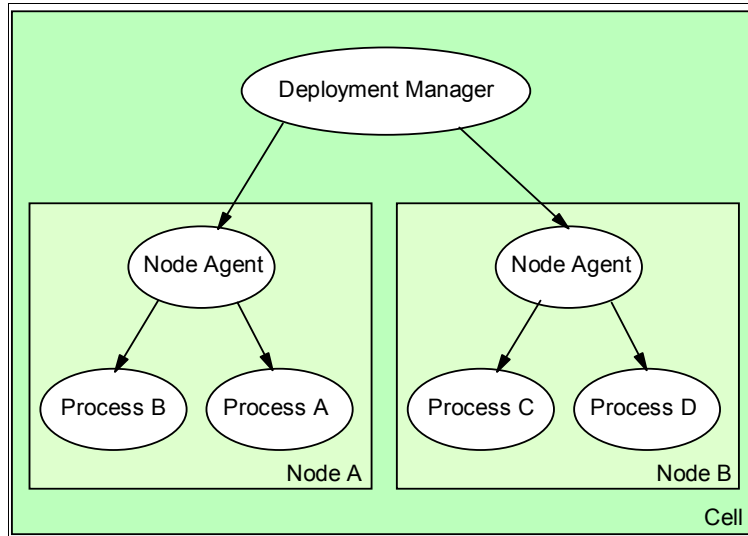 Deployment Manager
Node Agent
Node Agent
Process B
Process A
Process C
Process D
Node A
Node B
Cell